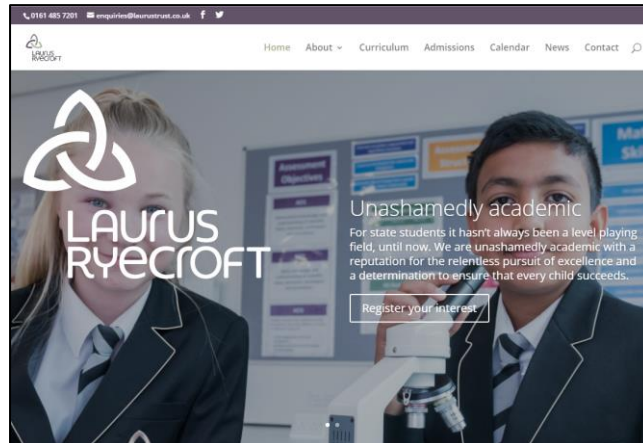 0161 485 7201 enquiries@laurustrust.co.uk
LAURUS
RYECROFT
Home About Curriculum Admissions Calendar News Contact
LAURUS
RYECROFT
Assessment
Objectives
Unashamedly academic
For state students it hasn't always been a level playing
field, until now. We are unashamedly academic with a
reputation for the relentless pursuit of excellence and
a determination to ensure that every child succeeds.
Register your interest